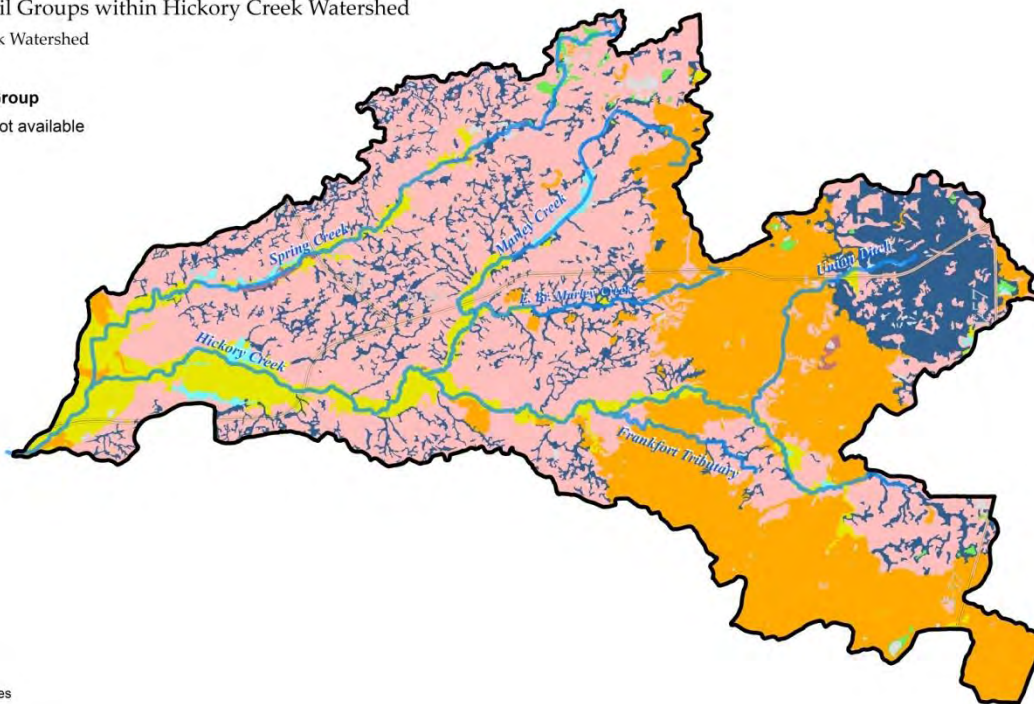 il Groups within Hickory Creek Watershed
k Watershed
Group
ot available
Spring Creek
Marley Creek
Union Ditch
E. Br. Marley Creek
Hickory Creek
Frankfort Tributary
es